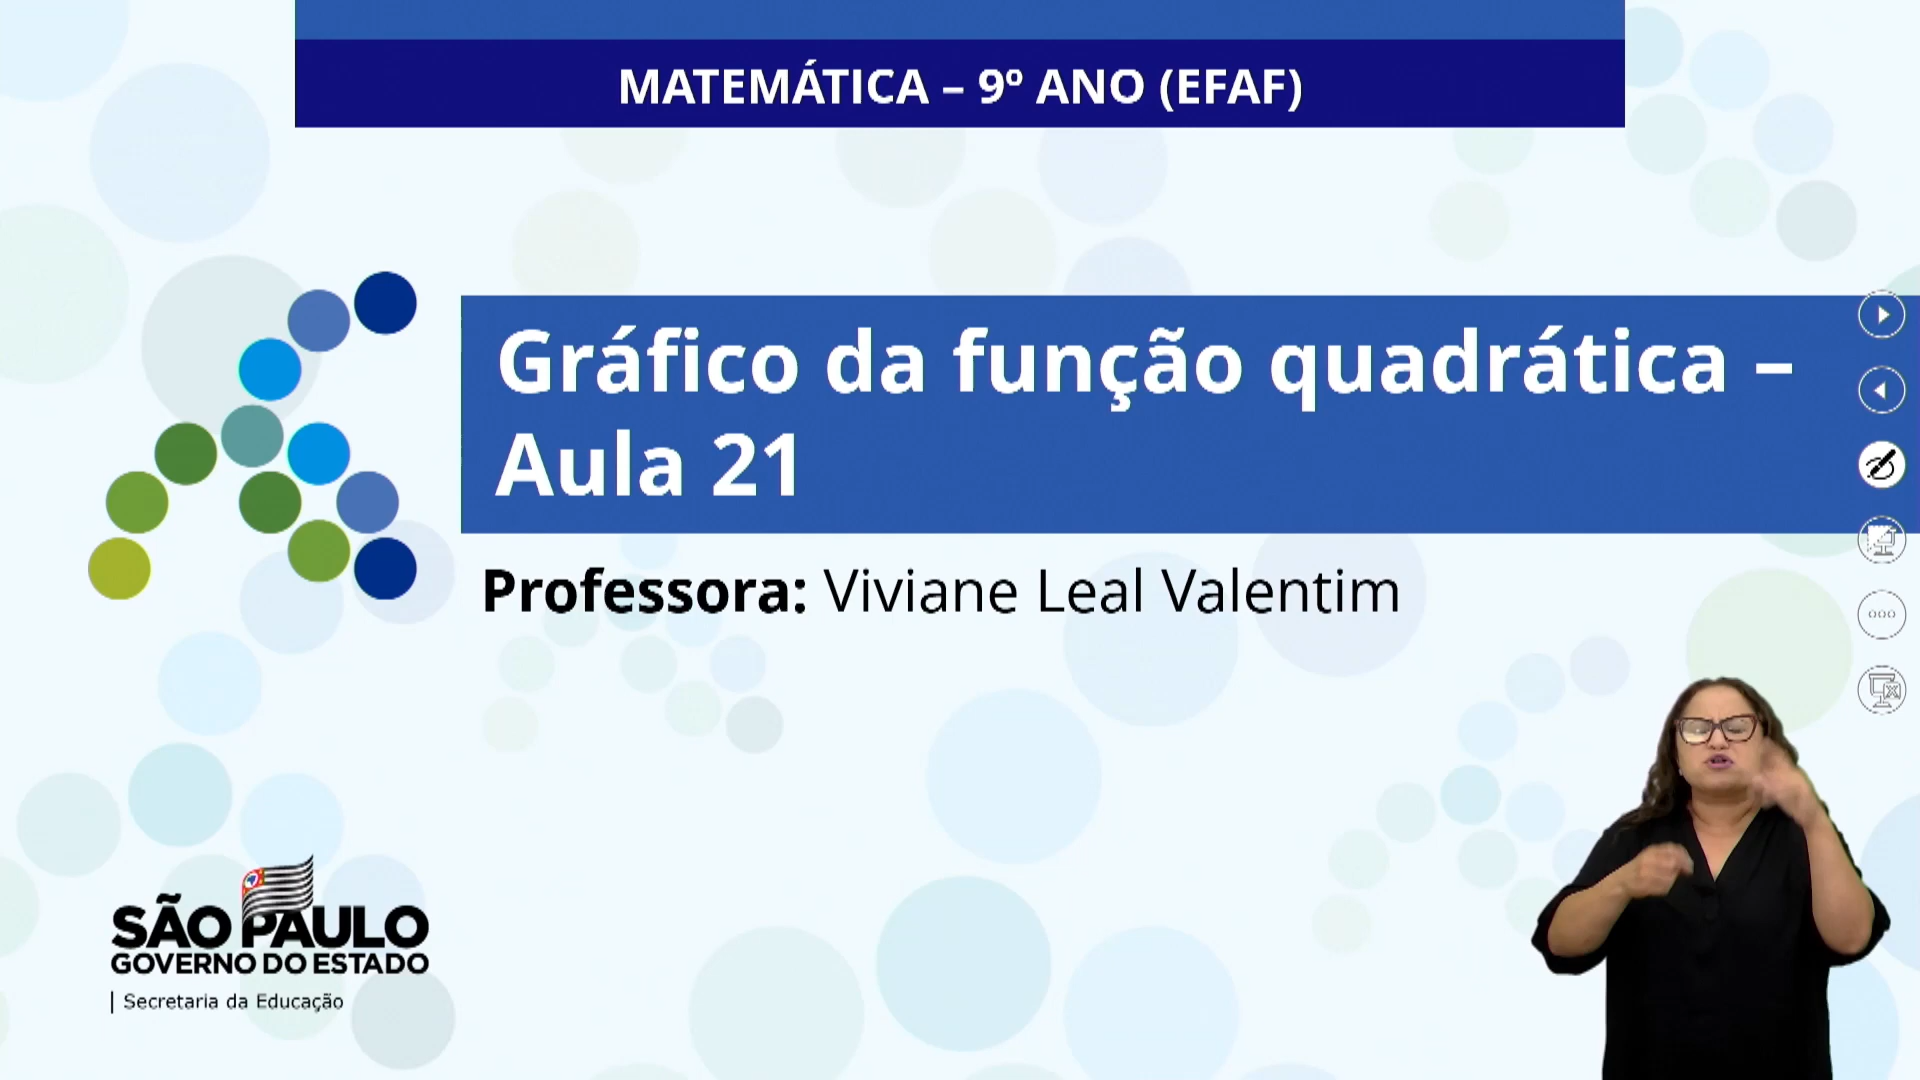 MATEMÁTICA – 9º ANO (EFAF)
Gráfico da função quadrática –
Aula 21
Professora: Viviane Leal Valentim
SÃO PAULO
GOVERNO DO ESTADO
Secretaria da Educação